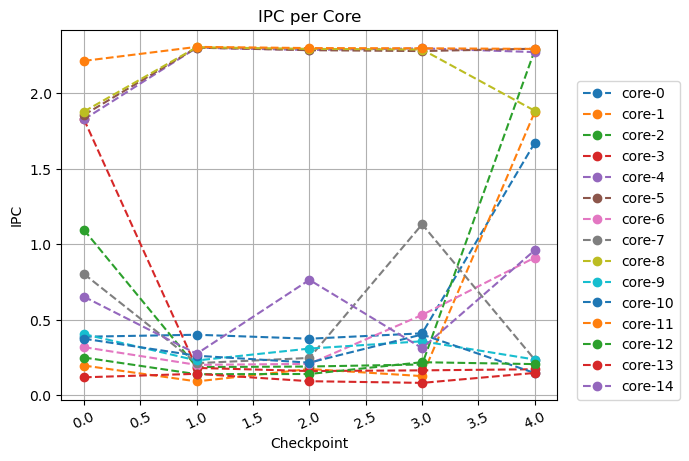 IPC per Core
IPC
2.0
1.5
1.0
0.5
0.0
0.0
0.5
1.0
1.5
2.0
2.5
3.0
3.5
4.0
Checkpoint
core-0
core-1
core-2
core-3
core-4
core-5
core-6
core-7
core-8
core-9
core-10
core-11
core-12
core-13
core-14